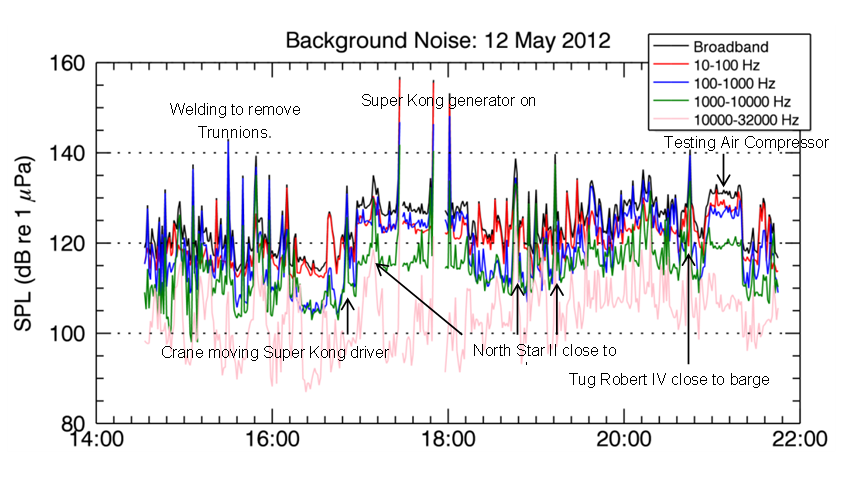 Background Noise: 12 May 2012
Broadband
10-100 Hz
100-1000 Hz
1000-10000 Hz
10000-32000 Hz
160
140
120
100
80
SPL (dB re 1 μPa)
Welding to remove
Trunnions.
Super Kong generator on
Testing Air Compressor
Crane moving Super Kong driver
North Star II close to
Tug Robert IV close to barge
14:00
16:00
18:00
20:00
22:00